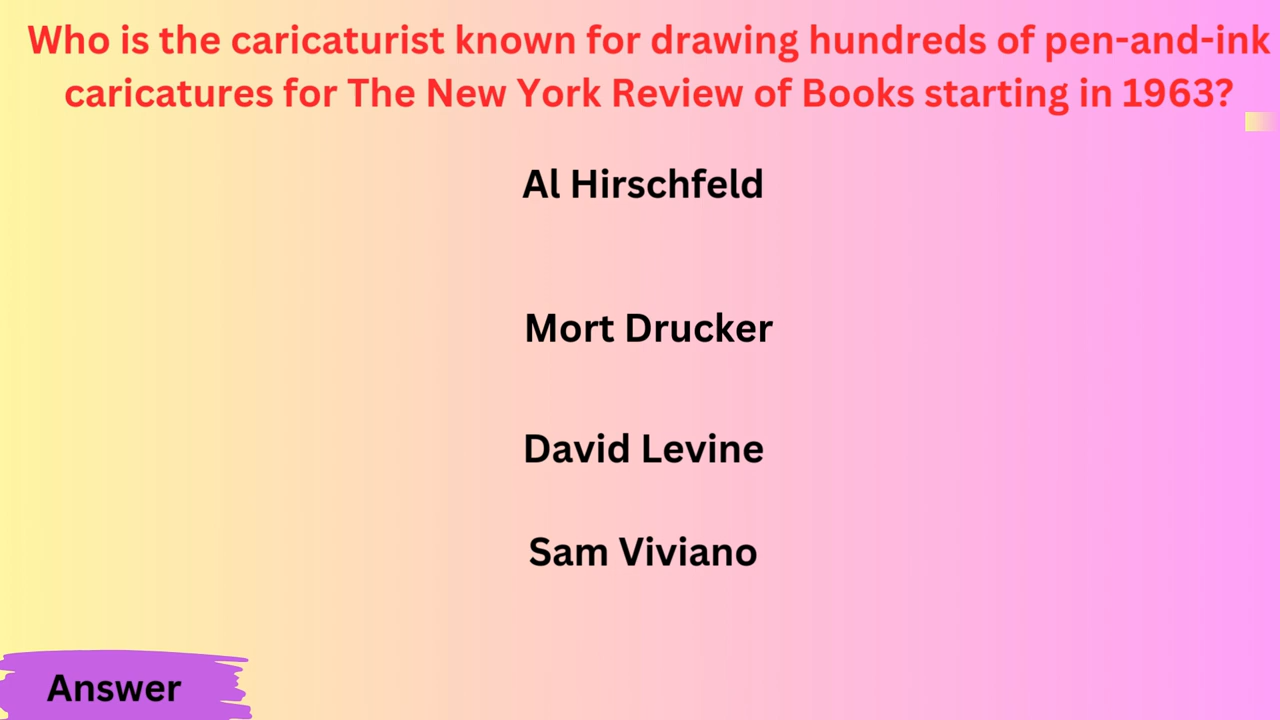 Who is the caricaturist known for drawing hundreds of pen-and-ink
caricatures for The New York Review of Books starting in 1963?
Al Hirschfeld
Mort Drucker
David Levine
Sam Viviano
Answer